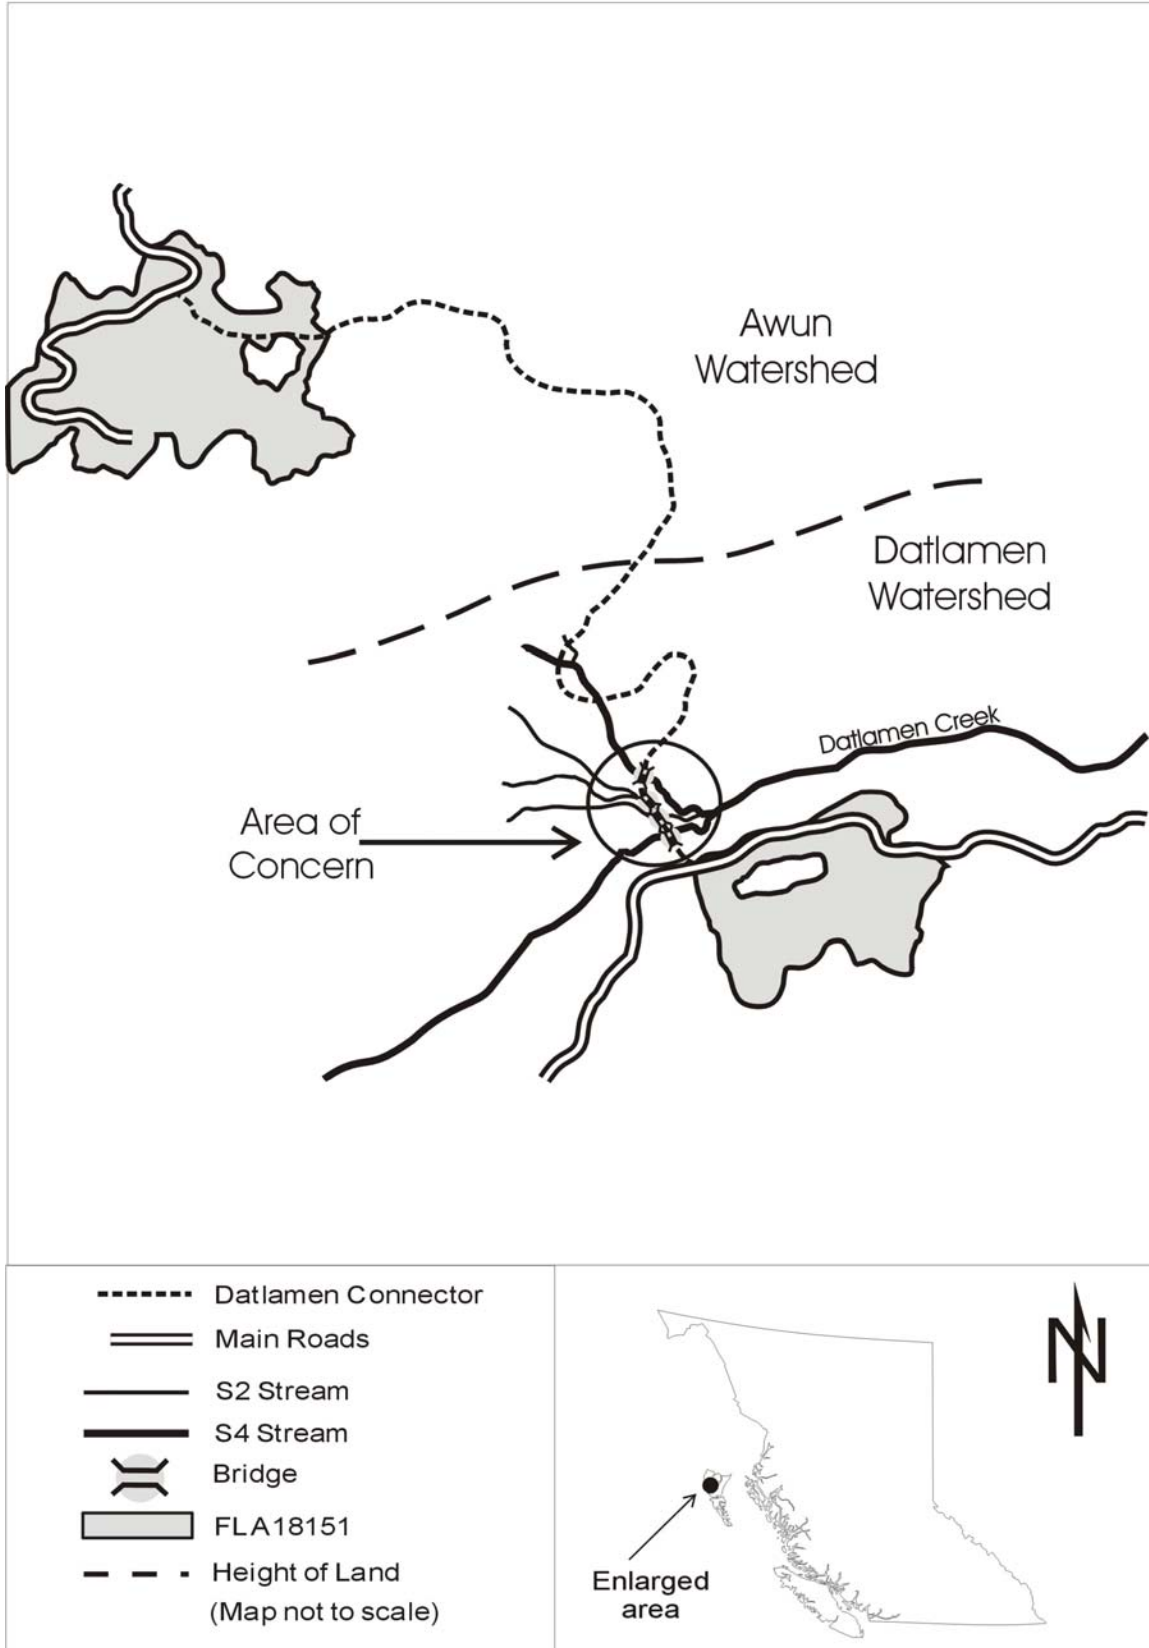 Awun
Watershed
Datlamen
Watershed
Datlamen Creek
Area of
Concern
Datlamen Connector
Main Roads
S2 Stream
S4 Stream
Bridge
FLA18151
Height of Land
(Map not to scale)
Enlarged
area
N